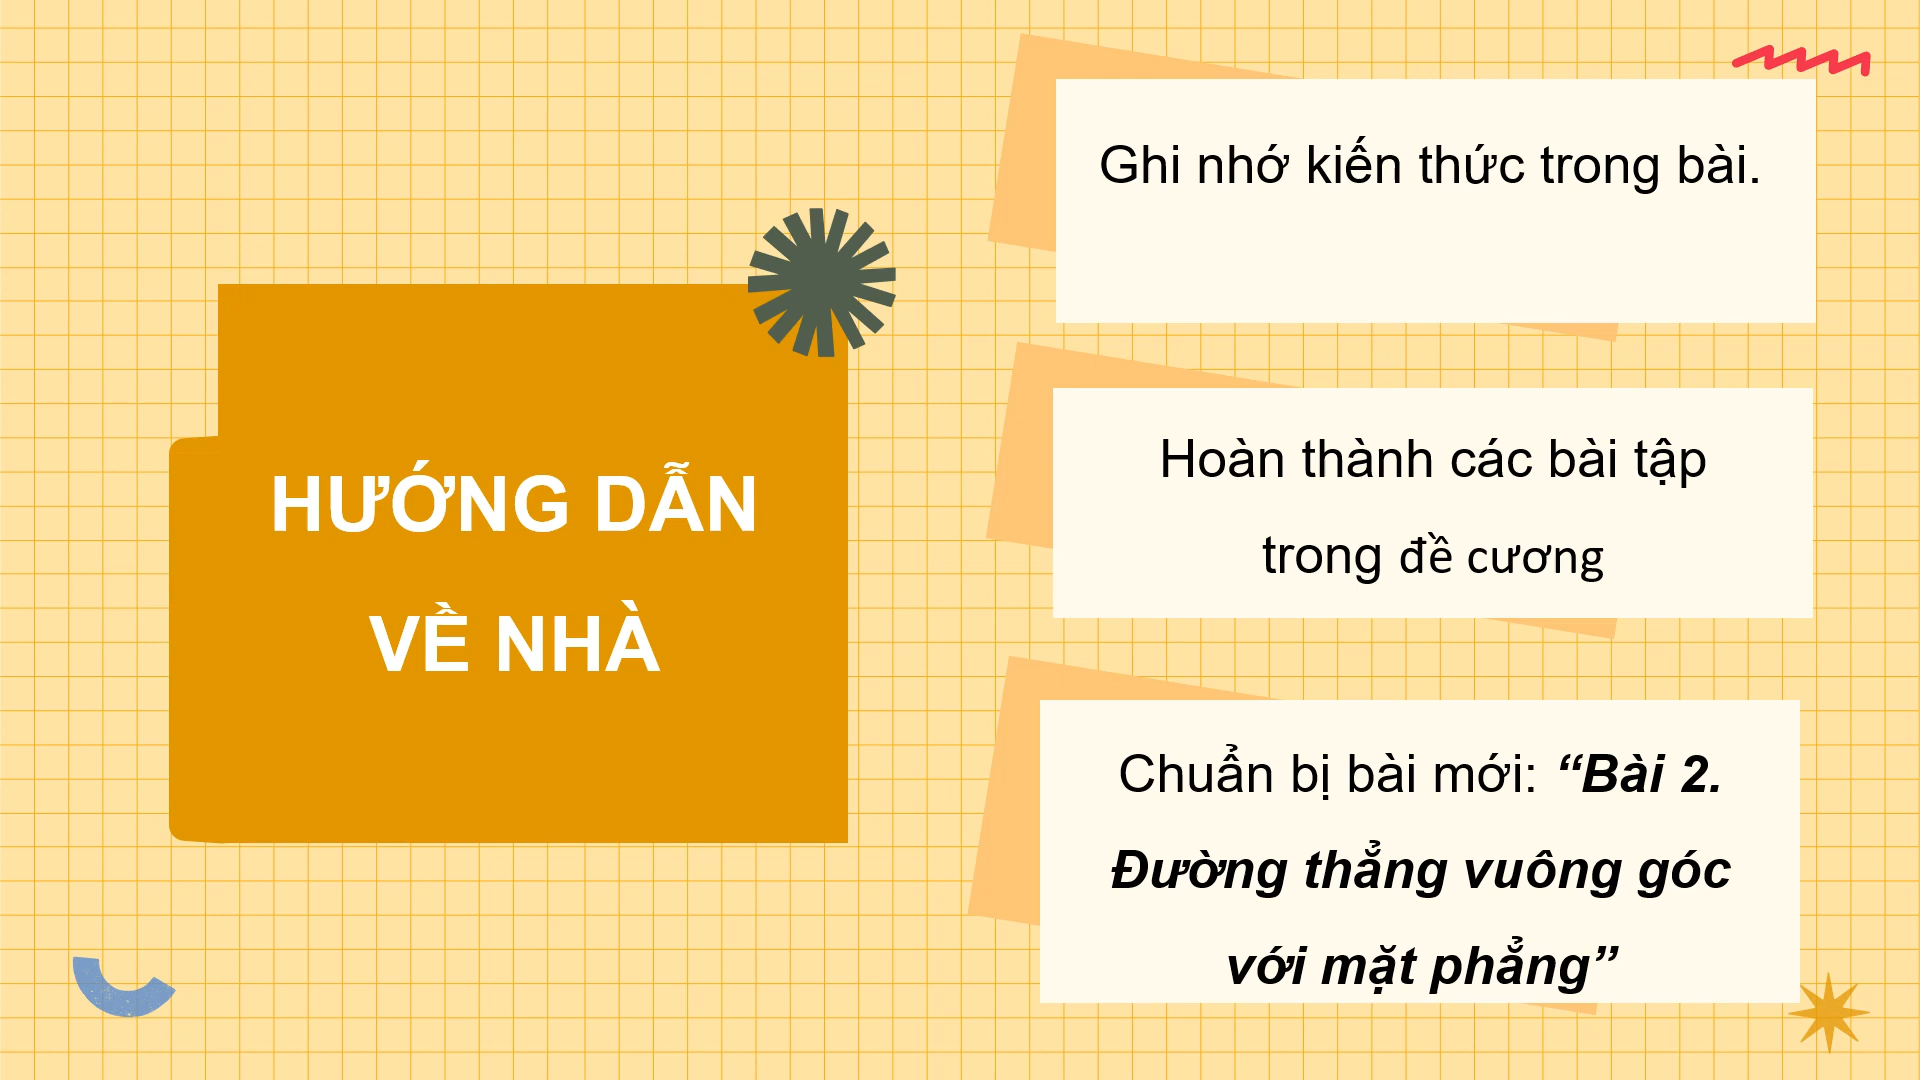 HƯỚNG DẪN
VỀ NHÀ
Ghi nhớ kiến thức trong bài.
Hoàn thành các bài tập
trong đề cương
Chuẩn bị bài mới: “Bài 2.
Đường thẳng vuông góc
với mặt phẳng”